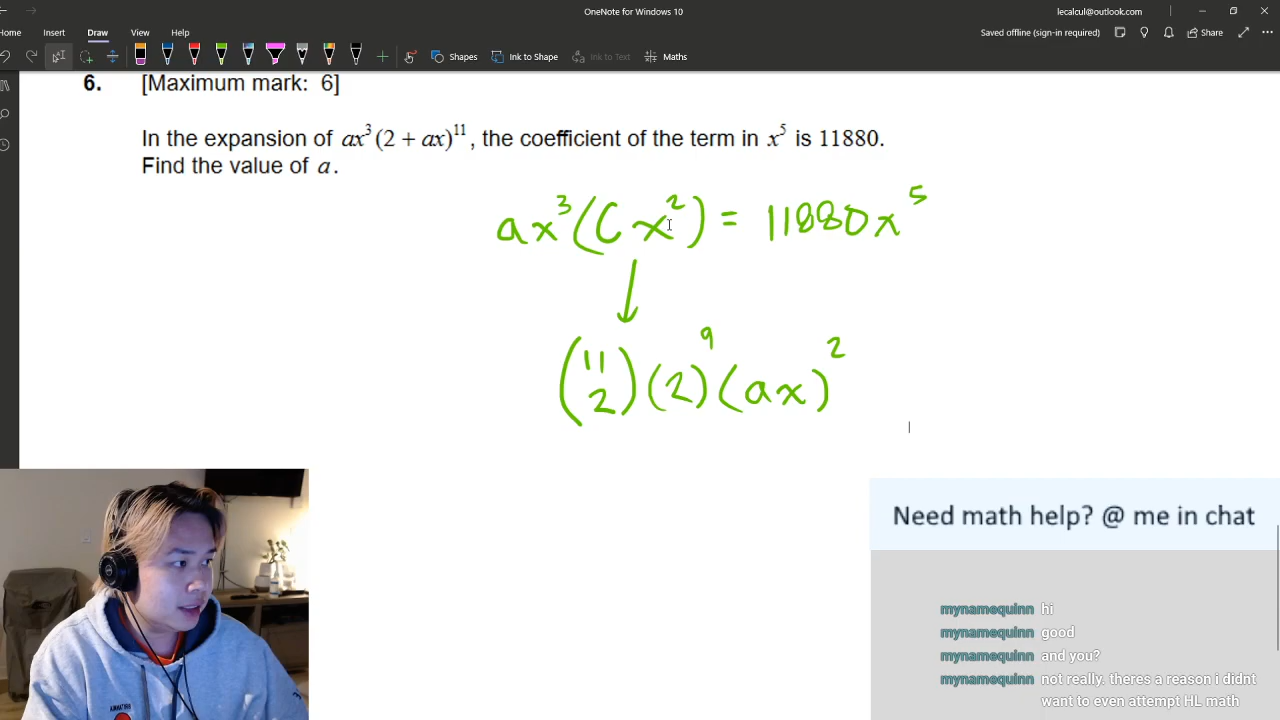 OneNote for Windows 10
lecalcul@outlook.com
Home Insert Draw View Help
Saved offline (sign-in required) Share
Shapes Ink to Shape Ink to Text Maths
6. [Maximum mark: 6]
In the expansion of ax³(2 + ax)¹¹, the coefficient of the term in x⁵ is 11880.
Find the value of a.
ax³(Cx²) = 11880x⁵
(11 2)(2)⁹(ax)²
Need math help? @ me in chat
mynamequinn hi
mynamequinn good
mynamequinn and you?
mynamequinn not really. theres a reason i didnt
want to even attempt HL math